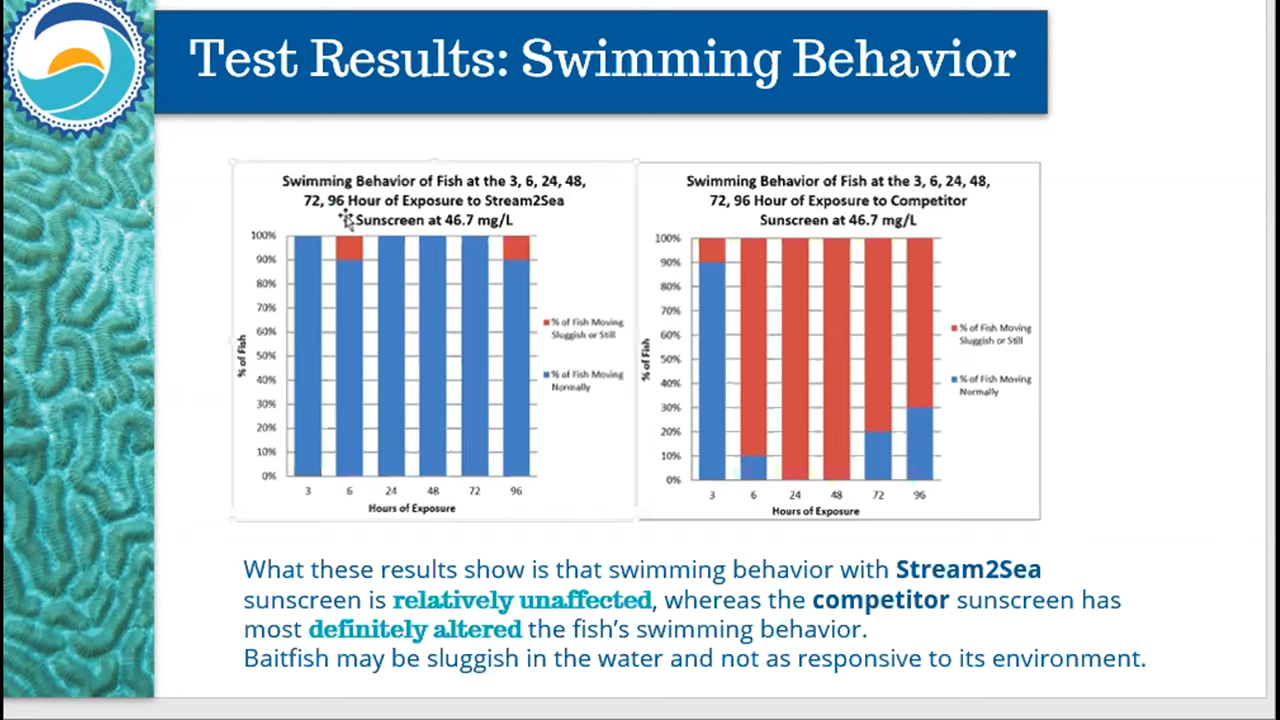 Test Results: Swimming Behavior
Swimming Behavior of Fish at the 3, 6, 24, 48,
72, 96 Hour of Exposure to Stream2Sea
Sunscreen at 46.7 mg/L
100%
90%
80%
70%
60%
50%
40%
30%
20%
10%
0%
% of Fish
3 6 24 48 72 96
Hours of Exposure
% of Fish Moving
Sluggish or Still
% of Fish Moving
Normally
Swimming Behavior of Fish at the 3, 6, 24, 48,
72, 96 Hour of Exposure to Competitor
Sunscreen at 46.7 mg/L
100%
90%
80%
70%
60%
50%
40%
30%
20%
10%
0%
% of Fish
3 6 24 48 72 96
Hours of Exposure
% of Fish Moving
Sluggish or Still
% of Fish Moving
Normally
What these results show is that swimming behavior with Stream2Sea
sunscreen is relatively unaffected, whereas the competitor sunscreen has
most definitely altered the fish's swimming behavior.
Baitfish may be sluggish in the water and not as responsive to its environment.